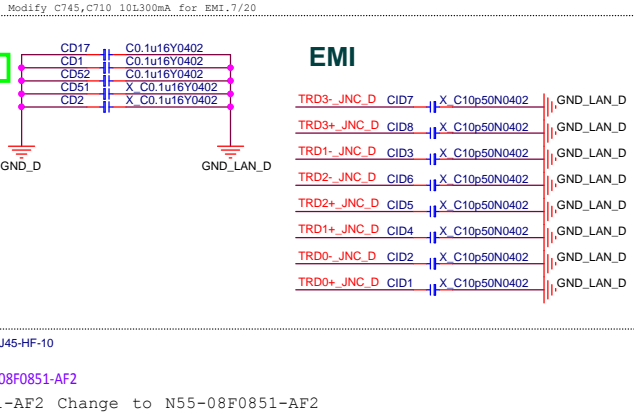 Modify C745,C710 10L300mA for EMI.7/20
CD17 C0.1u16Y0402
CD1 C0.1u16Y0402
CD52 C0.1u16Y0402
CD51 X_C0.1u16Y0402
CD2 X_C0.1u16Y0402
GND_D GND_LAN_D
EMI
TRD3-_JNC_D CID7 X_C10p50N0402 GND_LAN_D
TRD3+_JNC_D CID8 X_C10p50N0402 GND_LAN_D
TRD1-_JNC_D CID3 X_C10p50N0402 GND_LAN_D
TRD2-_JNC_D CID6 X_C10p50N0402 GND_LAN_D
TRD2+_JNC_D CID5 X_C10p50N0402 GND_LAN_D
TRD1+_JNC_D CID4 X_C10p50N0402 GND_LAN_D
TRD0-_JNC_D CID2 X_C10p50N0402 GND_LAN_D
TRD0+_JNC_D CID1 X_C10p50N0402 GND_LAN_D
J45-HF-10
08F0851-AF2
-AF2 Change to N55-08F0851-AF2